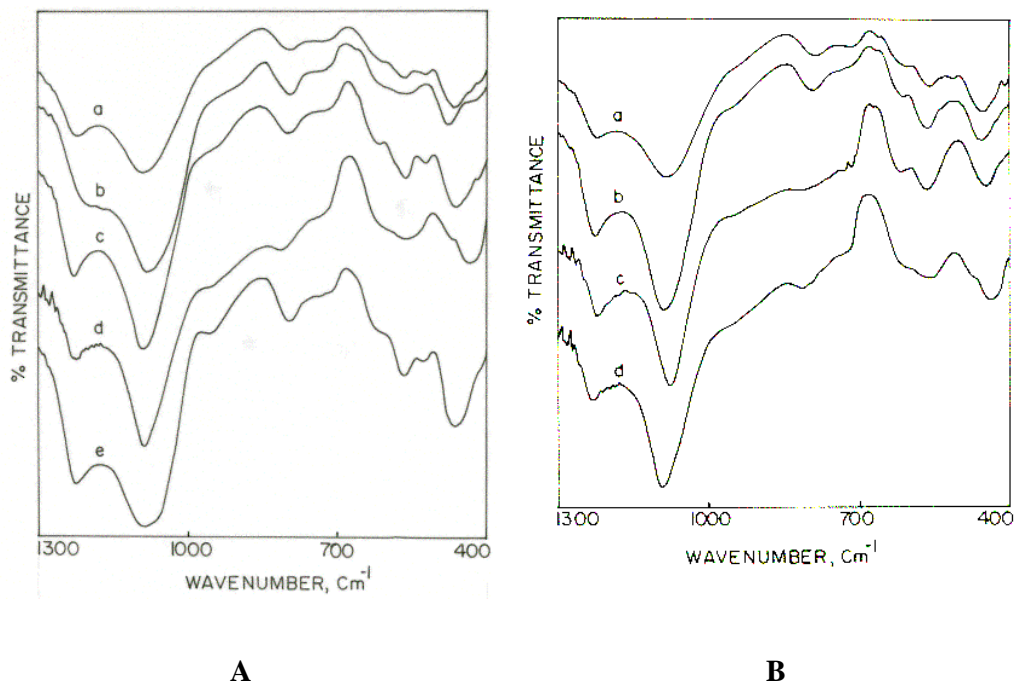 a
b
c
d
e
% TRANSMITTANCE
1300 1000 700 400
WAVENUMBER, Cm⁻¹
A
a
b
c
d
% TRANSMITTANCE
1300 1000 700 400
WAVENUMBER, Cm⁻¹
B